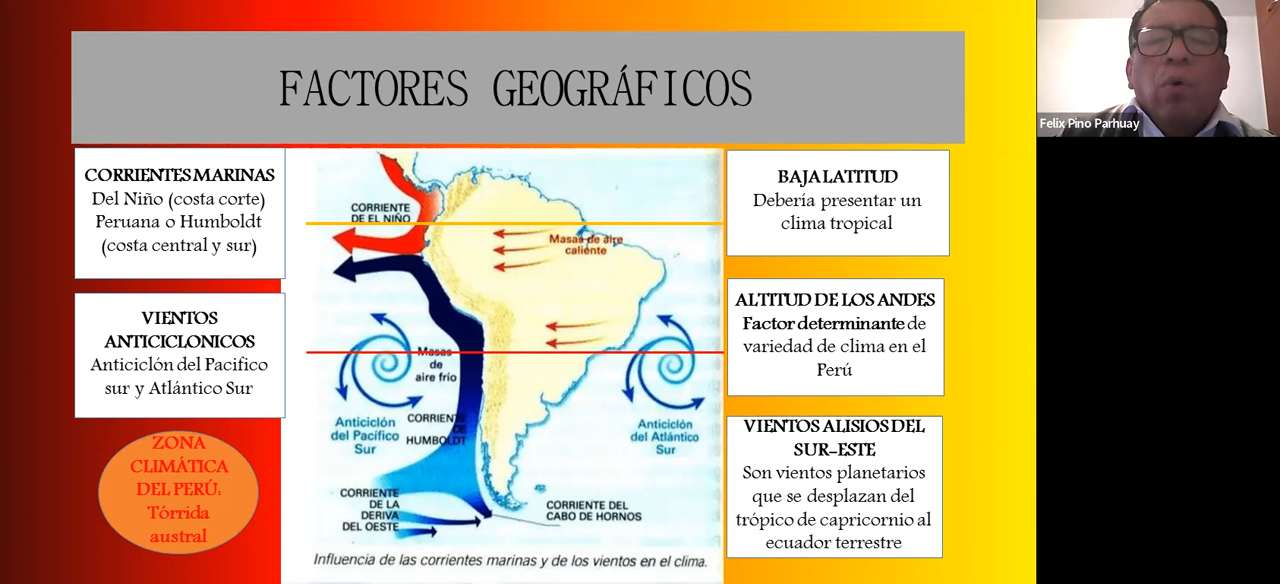 FACTORES GEOGRÁFICOS
Felix Pino Parhuay
CORRIENTES MARINAS
Del Niño (costa corte)
Peruana o Humboldt
(costa central y sur)
VIENTOS
ANTICICLONICOS
Anticiclón del Pacifico
sur y Atlántico Sur
ZONA
CLIMÁTICA
DEL PERÚ:
Tórrida
austral
CORRIENTE
DE EL NIÑO
Masas de aire
caliente
Masas
de
aire frío
Anticiclón
del Pacífico
Sur
CORRIENTE
DE
HUMBOLDT
Anticiclón
del Atlántico
Sur
CORRIENTE
DE LA
DERIVA
DEL OESTE
CORRIENTE DEL
CABO DE HORNOS
Influencia de las corrientes marinas y de los vientos en el clima.
BAJA LATITUD
Debería presentar un
clima tropical
ALTITUD DE LOS ANDES
Factor determinante de
variedad de clima en el
Perú
VIENTOS ALISIOS DEL
SUR-ESTE
Son vientos planetarios
que se desplazan del
trópico de capricornio al
ecuador terrestre